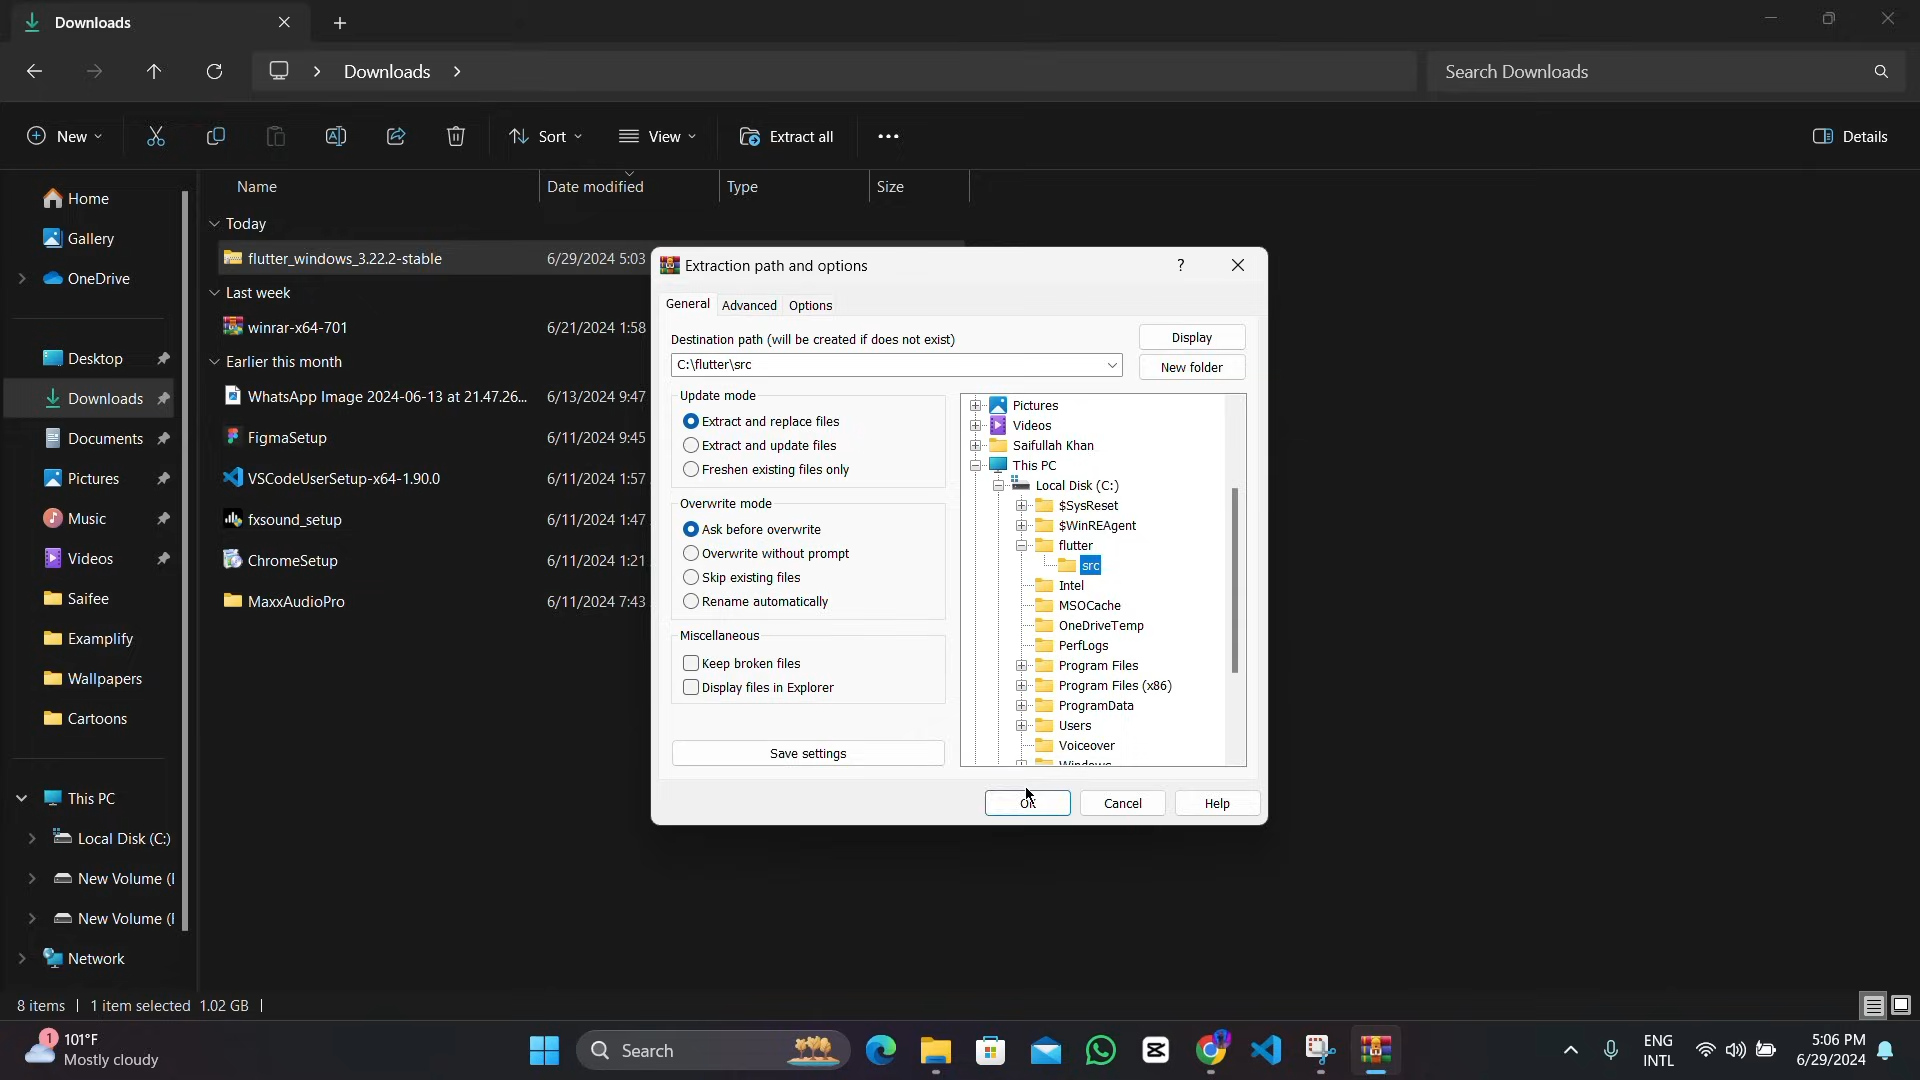 Downloads
Downloads
Search Downloads
New
Sort
View
Extract all
Details
Name
Date modified
Type
Size
Home
Gallery
OneDrive
Desktop
Downloads
Documents
Pictures
Music
Videos
Saifee
Examplify
Wallpapers
Cartoons
This PC
Local Disk (C:)
New Volume (
New Volume (
Network
Today
flutter_windows_3.22.2-stable
6/29/2024 5:03
Last week
winrar-x64-701
6/21/2024 1:58
Earlier this month
WhatsApp Image 2024-06-13 at 21.47.26...
6/13/2024 9:47
FigmaSetup
6/11/2024 9:45
VSCodeUserSetup-x64-1.90.0
6/11/2024 1:57
fxsound_setup
6/11/2024 1:47
ChromeSetup
6/11/2024 1:21
MaxxAudioPro
6/11/2024 7:43
Extraction path and options
?
General
Advanced
Options
Destination path (will be created if does not exist)
C:\flutter\src
Display
New folder
Update mode
Extract and replace files
Extract and update files
Freshen existing files only
Overwrite mode
Ask before overwrite
Overwrite without prompt
Skip existing files
Rename automatically
Miscellaneous
Keep broken files
Display files in Explorer
Save settings
Pictures
Videos
Saifullah Khan
This PC
Local Disk (C:)
$SysReset
$WinREAgent
flutter
src
Intel
MSOCache
OneDriveTemp
PerfLogs
Program Files
Program Files (x86)
ProgramData
Users
Voiceover
Windows
OK
Cancel
Help
8 items
1 item selected 1.02 GB
1
101°F
Mostly cloudy
Search
ENG
INTL
5:06 PM
6/29/2024